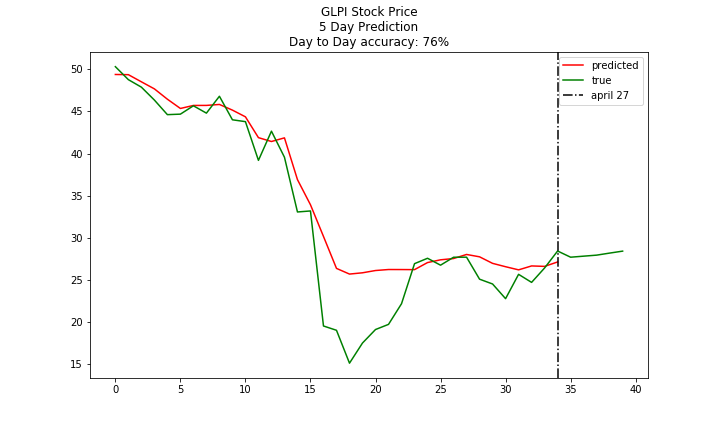 GLPI Stock Price
5 Day Prediction
Day to Day accuracy: 76%
predicted
true
april 27
50
45
40
35
30
25
20
15
0 5 10 15 20 25 30 35 40